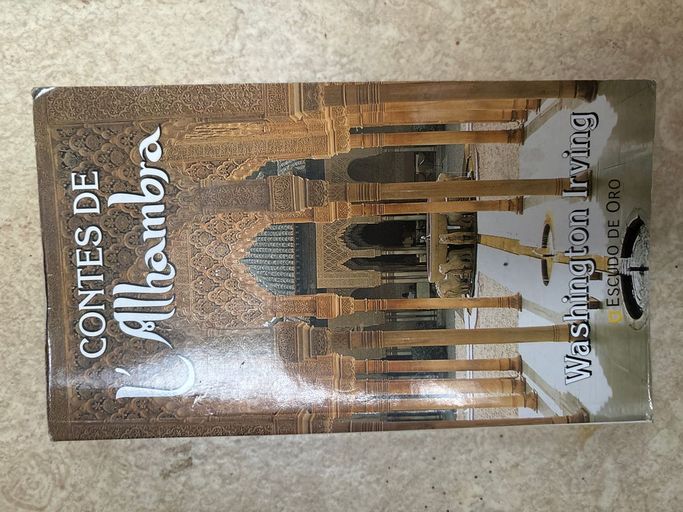 CONTES DE
L'Alhambra
Washington Irving
ESCUDO DE ORO